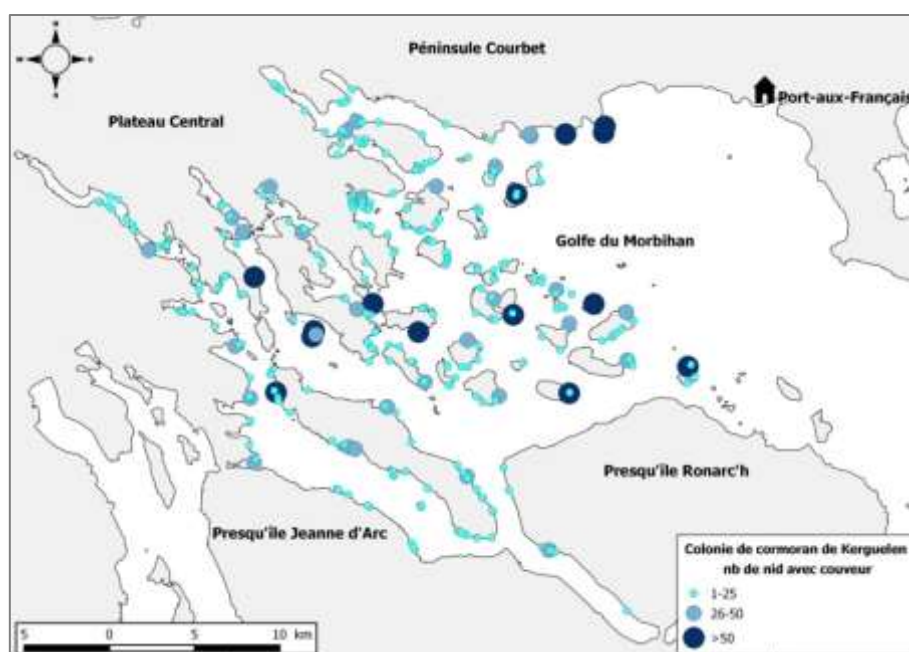 Péninsule Courbet
N
W
E
S
Port-aux-Français
Plateau Central
Golfe du Morbihan
Presqu'île Ronarc'h
Presqu'île Jeanne d'Arc
Colonie de cormoran de Kerguelen
nb de nid avec couveur
1-25
26-50
>50
5 0 5 10 km